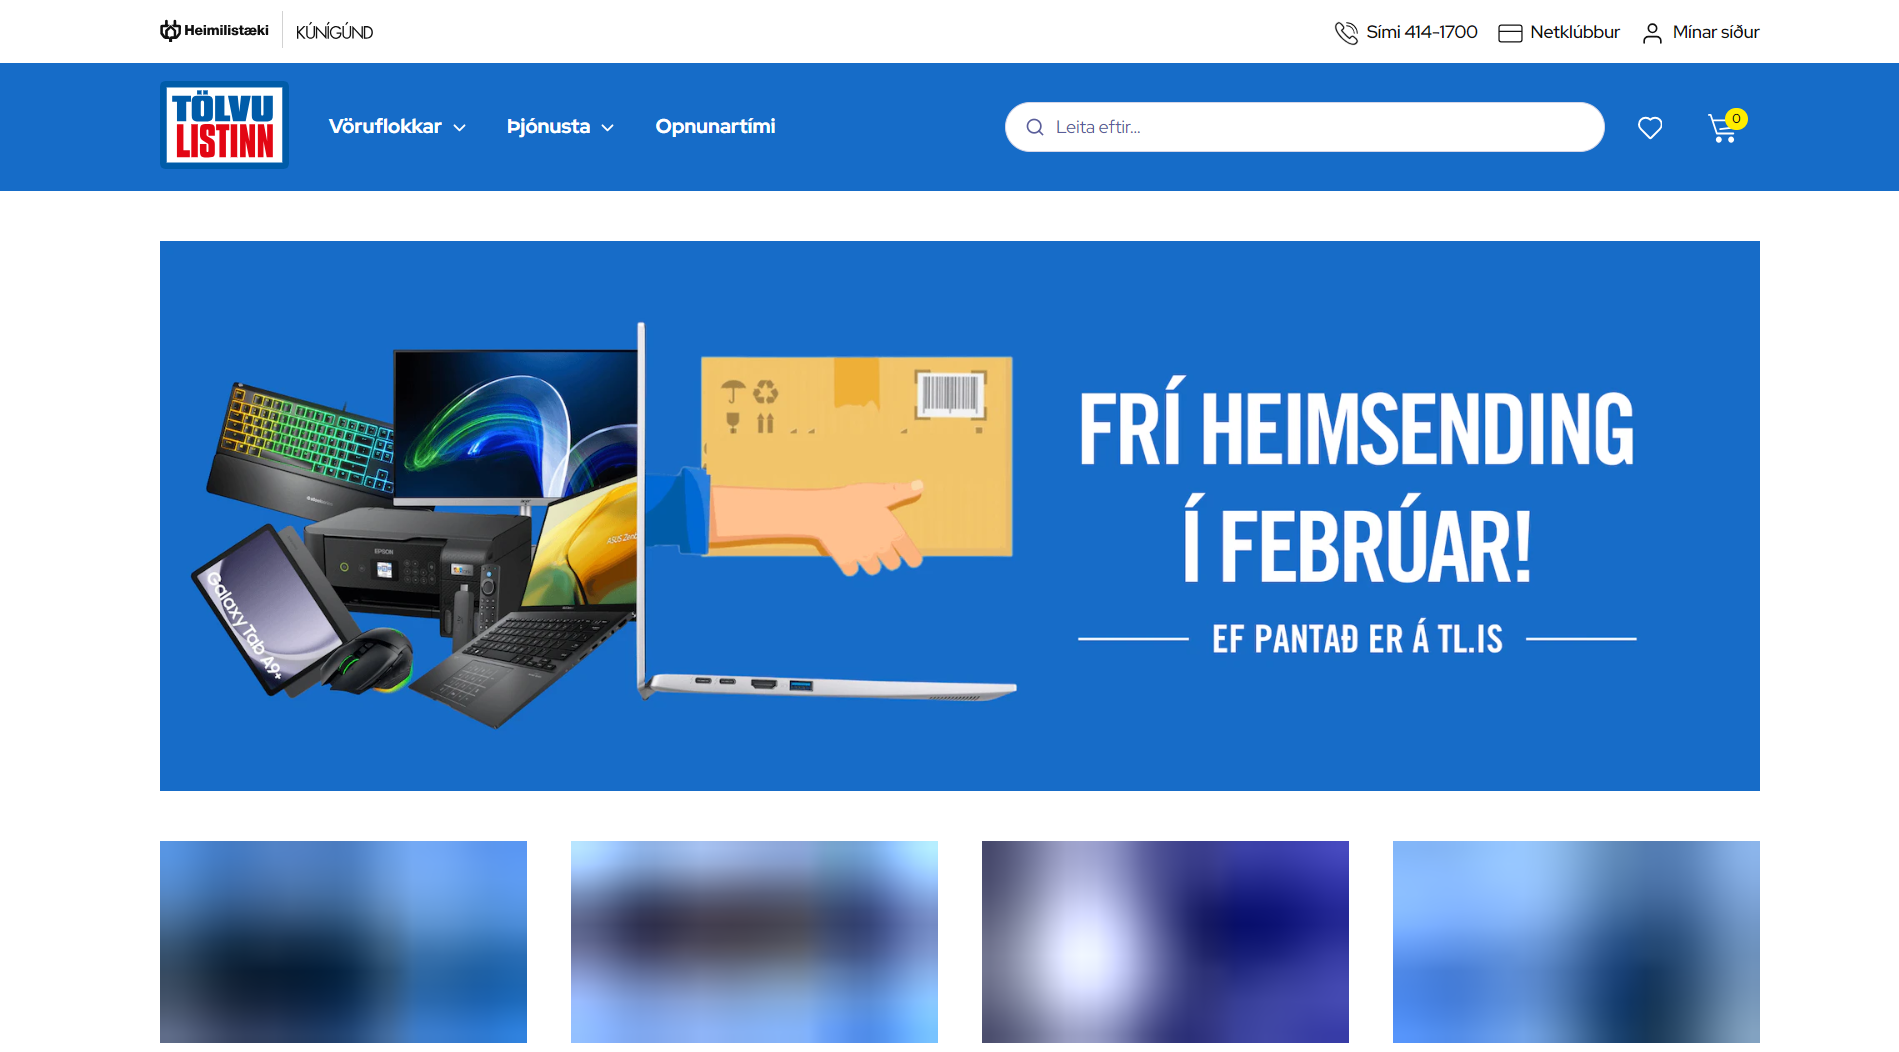 Heimilistæki
KÚNÍGÚND
Sími 414-1700
Netklúbbur
Mínar síður
TÖLVU
LISTINN
Vöruflokkar
Þjónusta
Opnunartími
Leita eftir...
0
FRÍ HEIMSENDING
Í FEBRÚAR!
EF PANTAÐ ER Á TL.IS
EPSON
ASUS Zenb
Galaxy Tab A9+